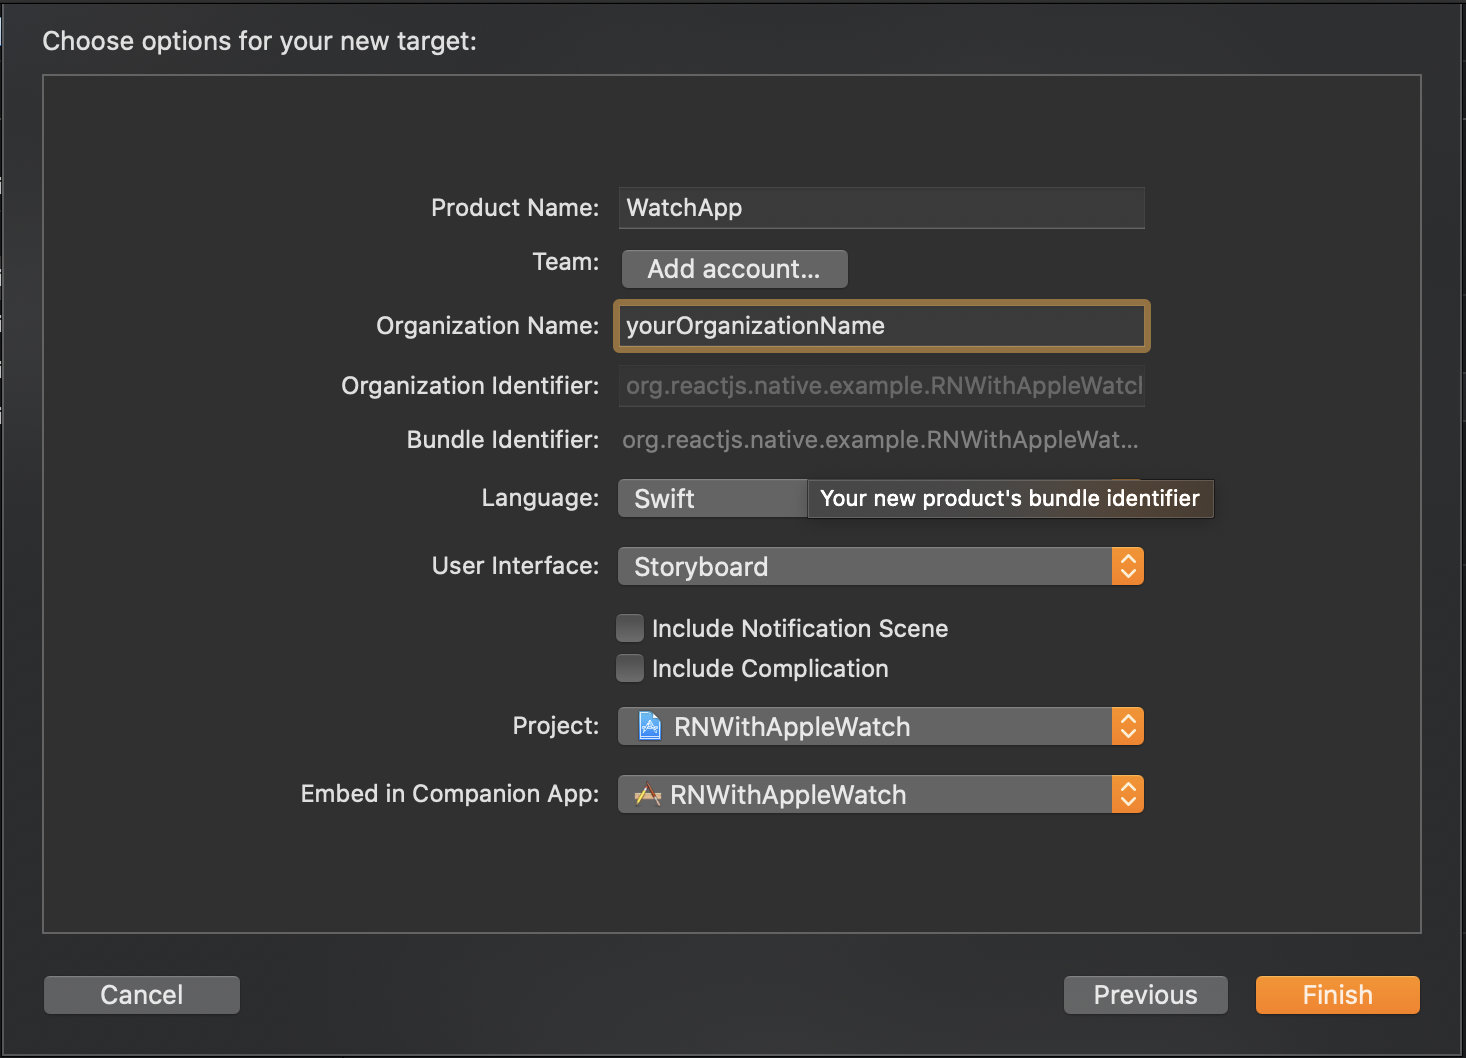 Choose options for your new target:
Product Name: WatchApp
Team: Add account...
Organization Name: yourOrganizationName
Organization Identifier: org.reactjs.native.example.RNWithAppleWatcl
Bundle Identifier: org.reactjs.native.example.RNWithAppleWat...
Language: Swift Your new product's bundle identifier
User Interface: Storyboard
Include Notification Scene
Include Complication
Project: RNWithAppleWatch
Embed in Companion App: RNWithAppleWatch
Cancel Previous Finish